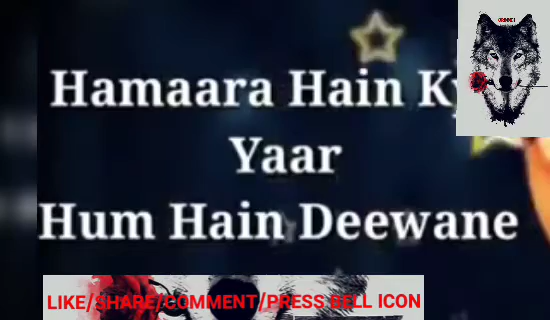 Hamaara Hain
Yaar
Hum Hain Deewane
LIKE/SHARE/COMMENT/PRESS BELL ICON